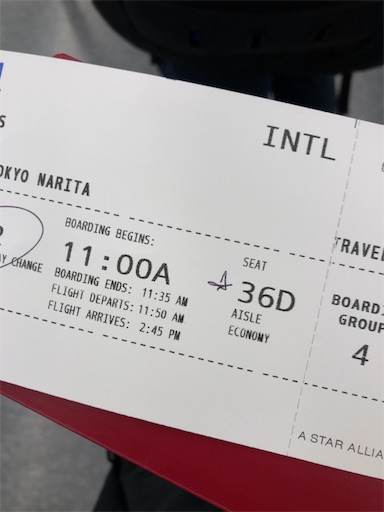 INTL
OKYO NARITA
TRAVEL
BOARDING BEGINS:
11:00A
BOARDING ENDS: 11:35 AM
FLIGHT DEPARTS: 11:50 AM
FLIGHT ARRIVES: 2:45 PM
AY CHANGE
SEAT
36D
AISLE
ECONOMY
BOARDI
GROUP
4
A STAR ALLIA